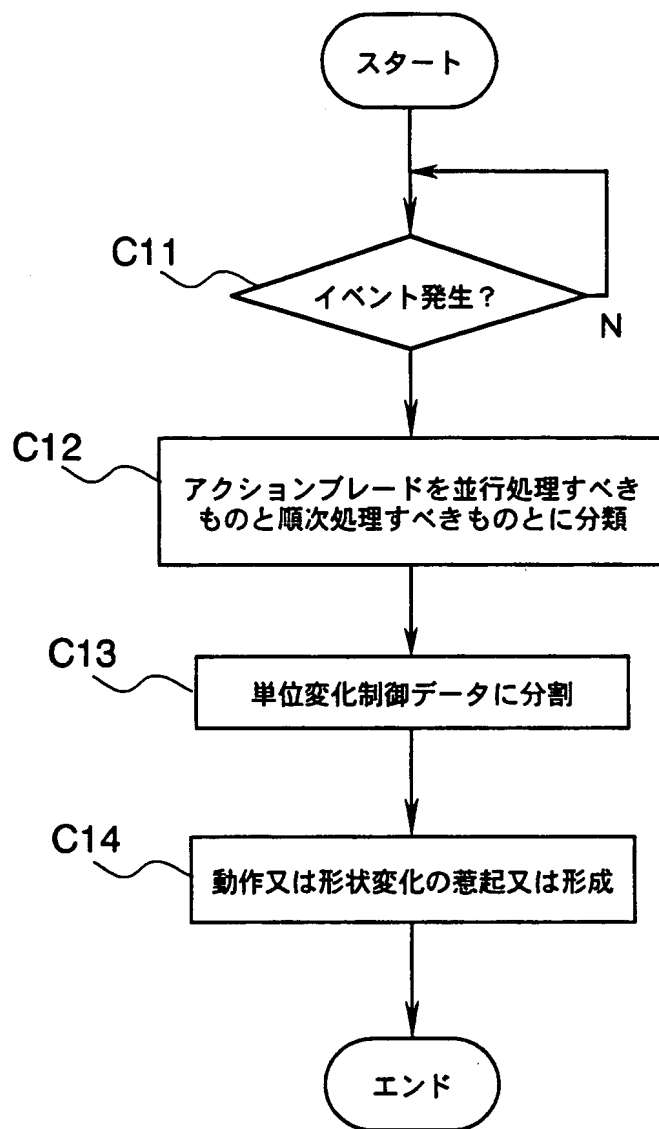 スタート
C11
イベント発生？
N
C12
アクションブレードを並行処理すべき
ものと順次処理すべきものとに分類
C13
単位変化制御データに分割
C14
動作又は形状変化の惹起又は形成
エンド